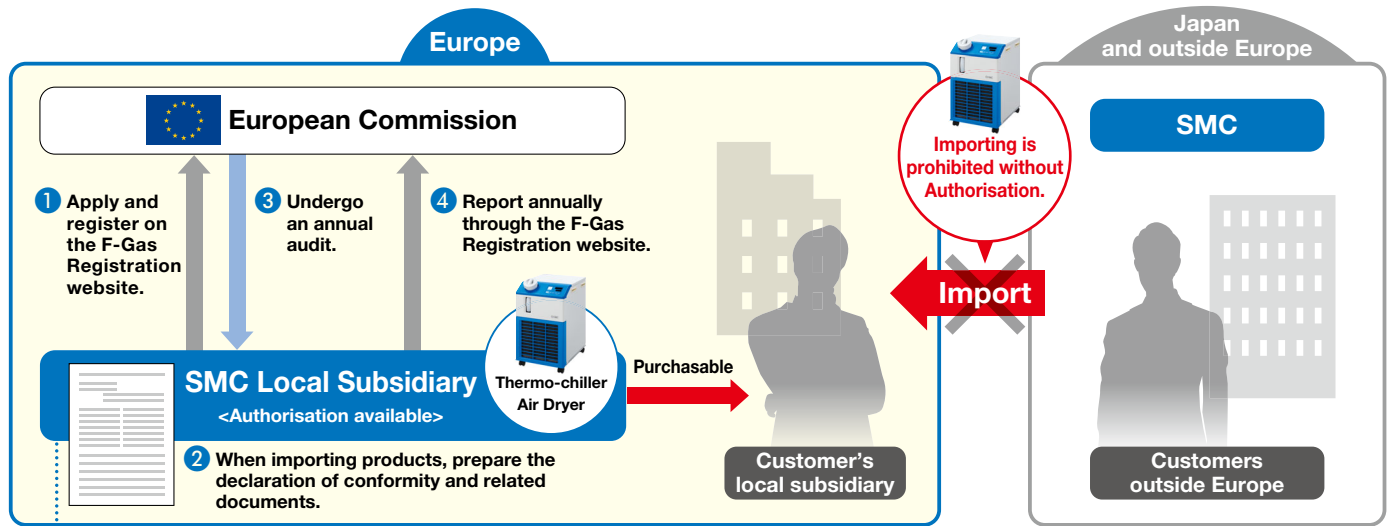 Europe
Japan
and outside Europe
European Commission
SMC
Importing is
prohibited without
Authorisation.
1 Apply and
register on
the F-Gas
Registration
website.
3 Undergo
an annual
audit.
4 Report annually
through the F-Gas
Registration website.
Import
SMC Local Subsidiary
<Authorisation available>
Thermo-chiller
Air Dryer
Purchasable
2 When importing products, prepare the
declaration of conformity and related
documents.
Customer's
local subsidiary
Customers
outside Europe